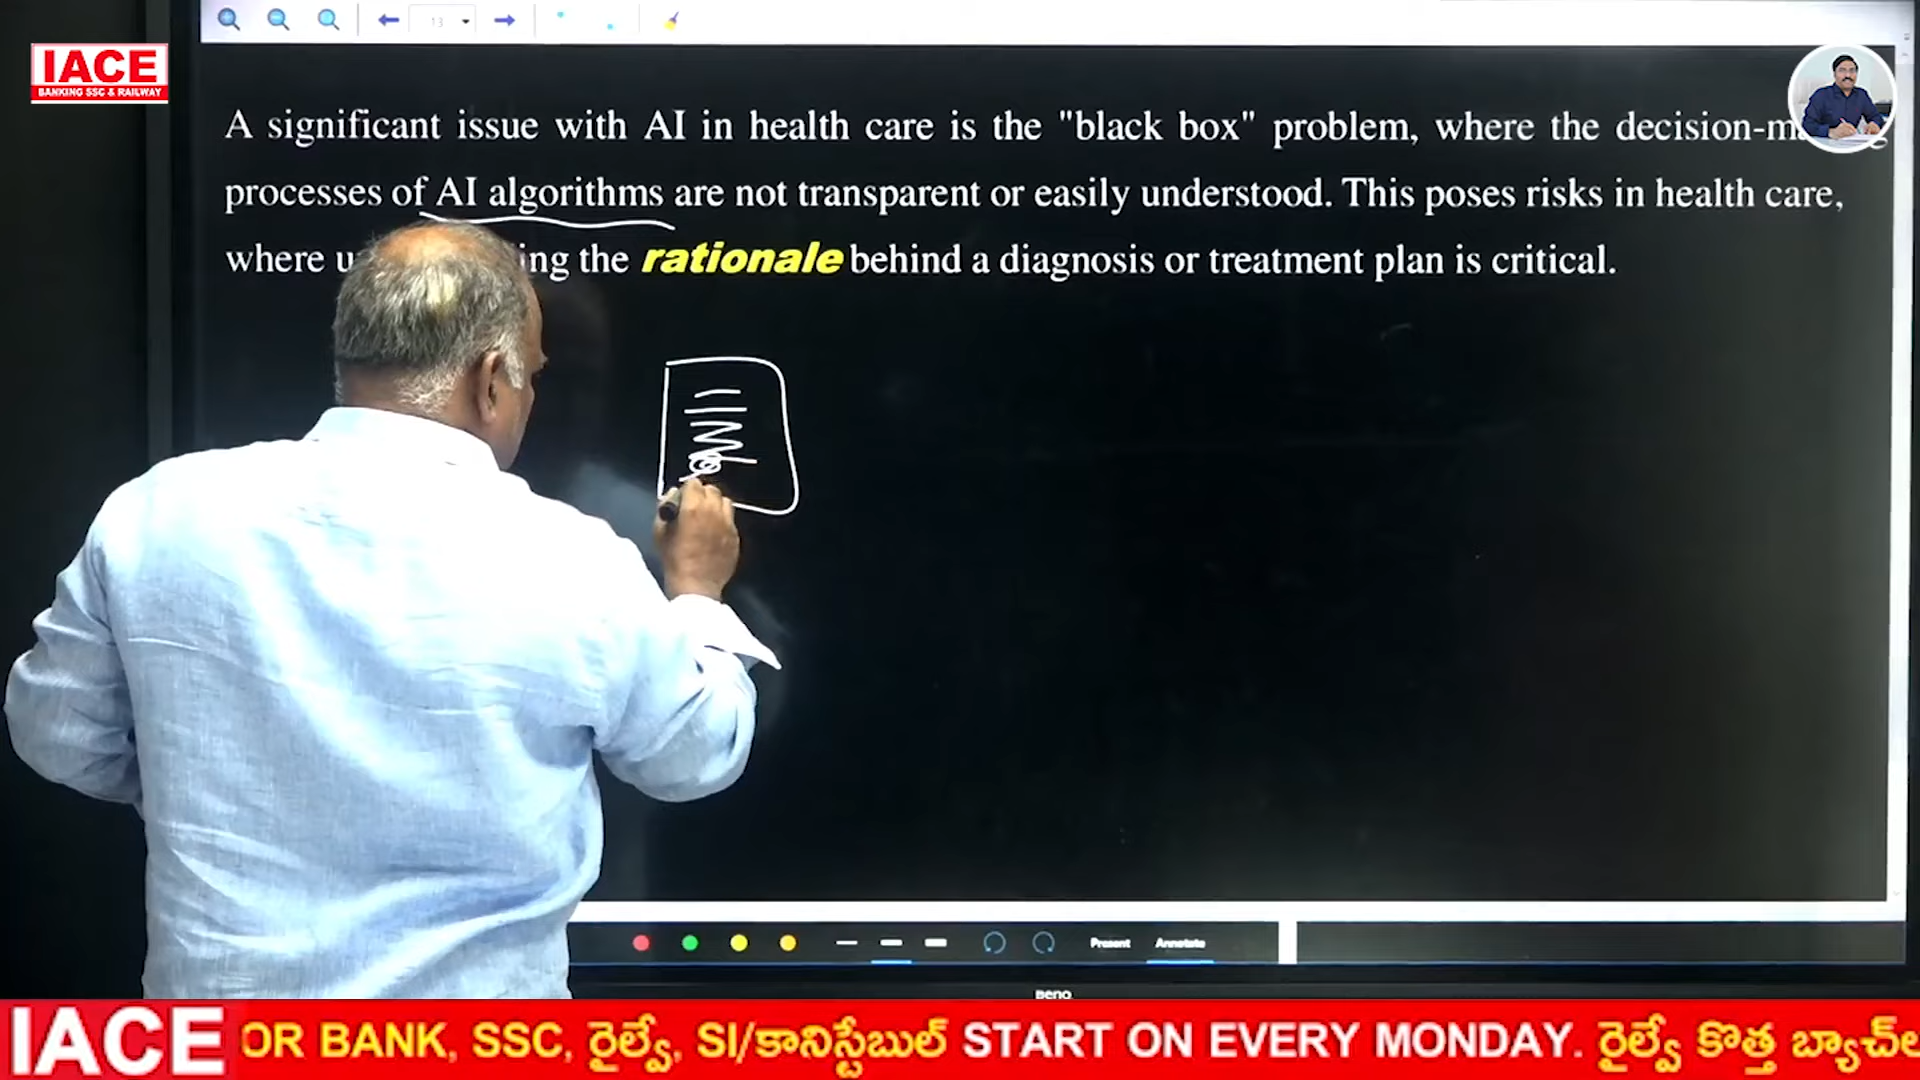 13
IACE
BANKING SSC & RAILWAY
A significant issue with AI in health care is the "black box" problem, where the
processes of AI algorithms are not transparent or easily understood. This poses risks in health care,
where the rationale behind a diagnosis or treatment plan is critical.
Present Annotate
BenQ
IACE OR BANK, SSC, రైల్వే, SI/కానిస్టేబుల్ START ON EVERY MONDAY. రైల్వే కొత్త